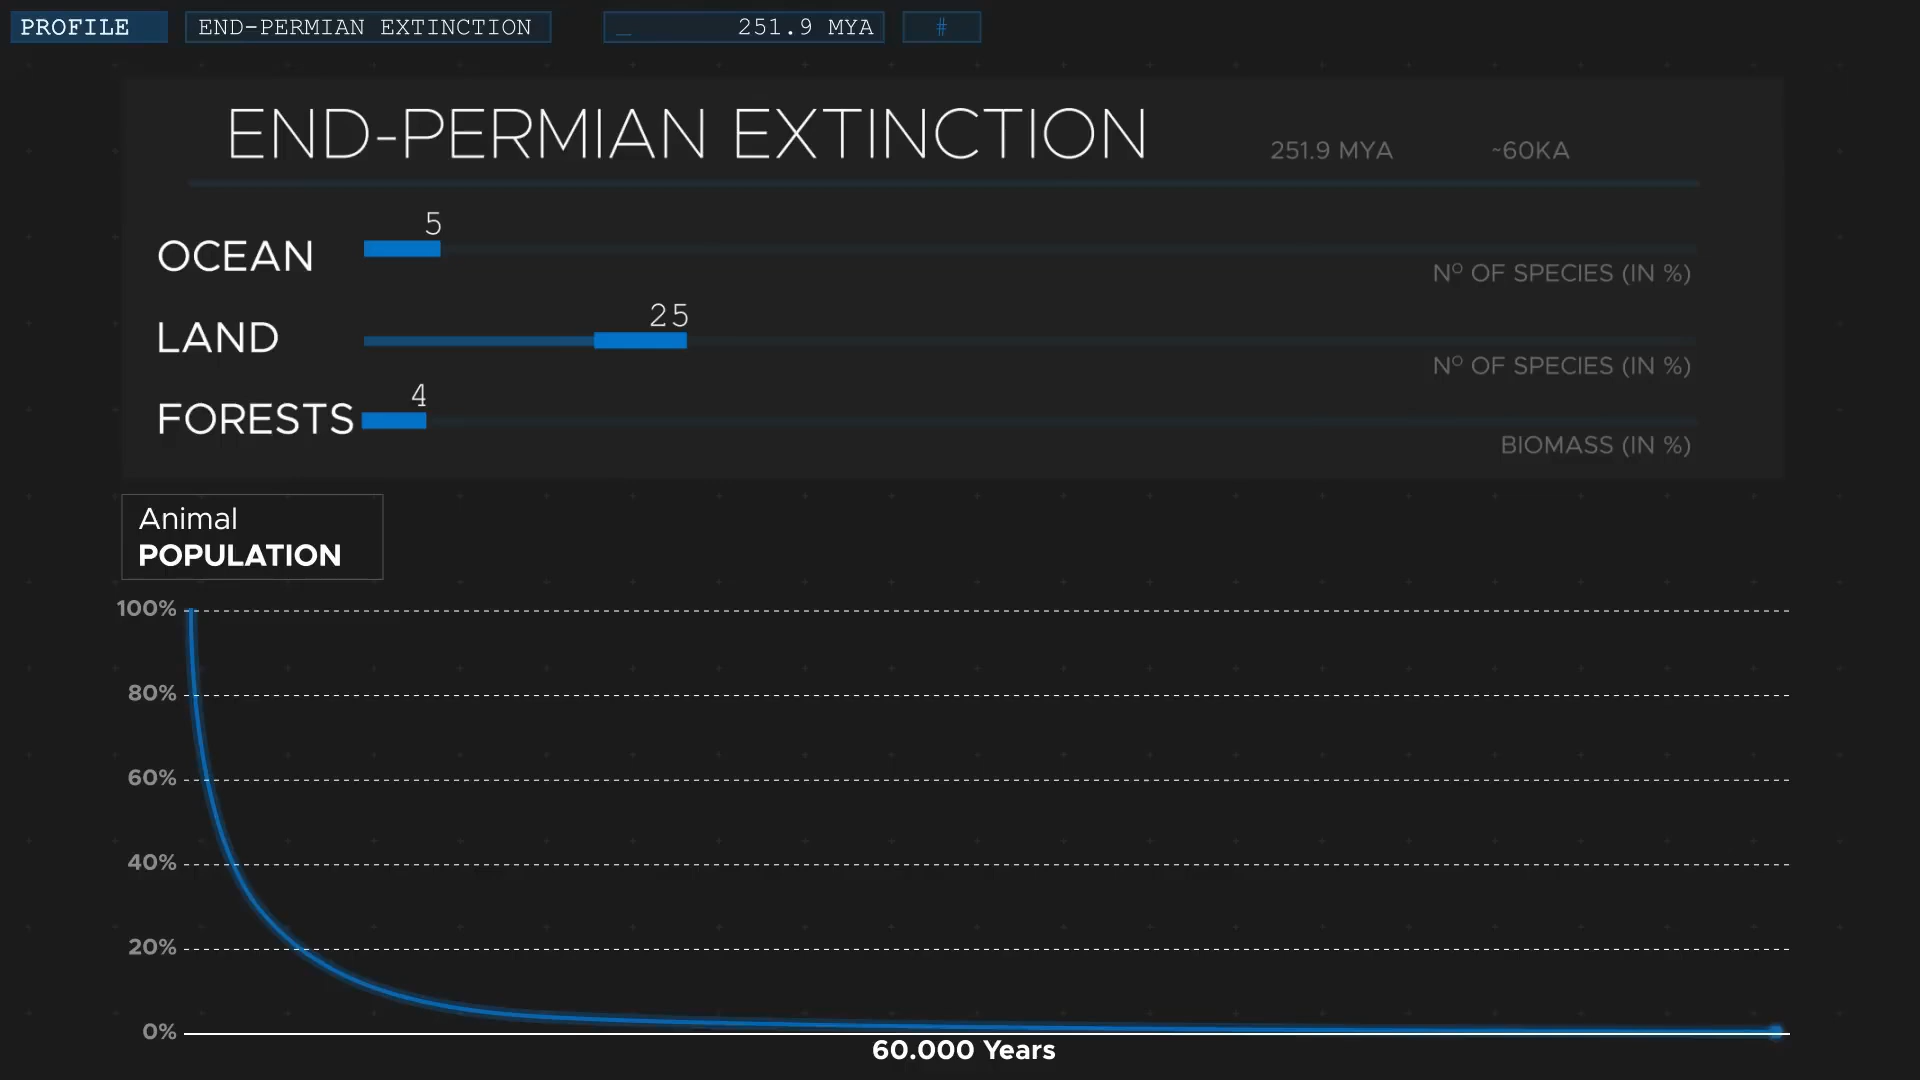 PROFILE
END-PERMIAN EXTINCTION
_ 251.9 MYA
#
END-PERMIAN EXTINCTION
251.9 MYA
~60KA
5
OCEAN
Nº OF SPECIES (IN %)
25
LAND
Nº OF SPECIES (IN %)
4
FORESTS
BIOMASS (IN %)
Animal
POPULATION
100%
80%
60%
40%
20%
0%
60.000 Years